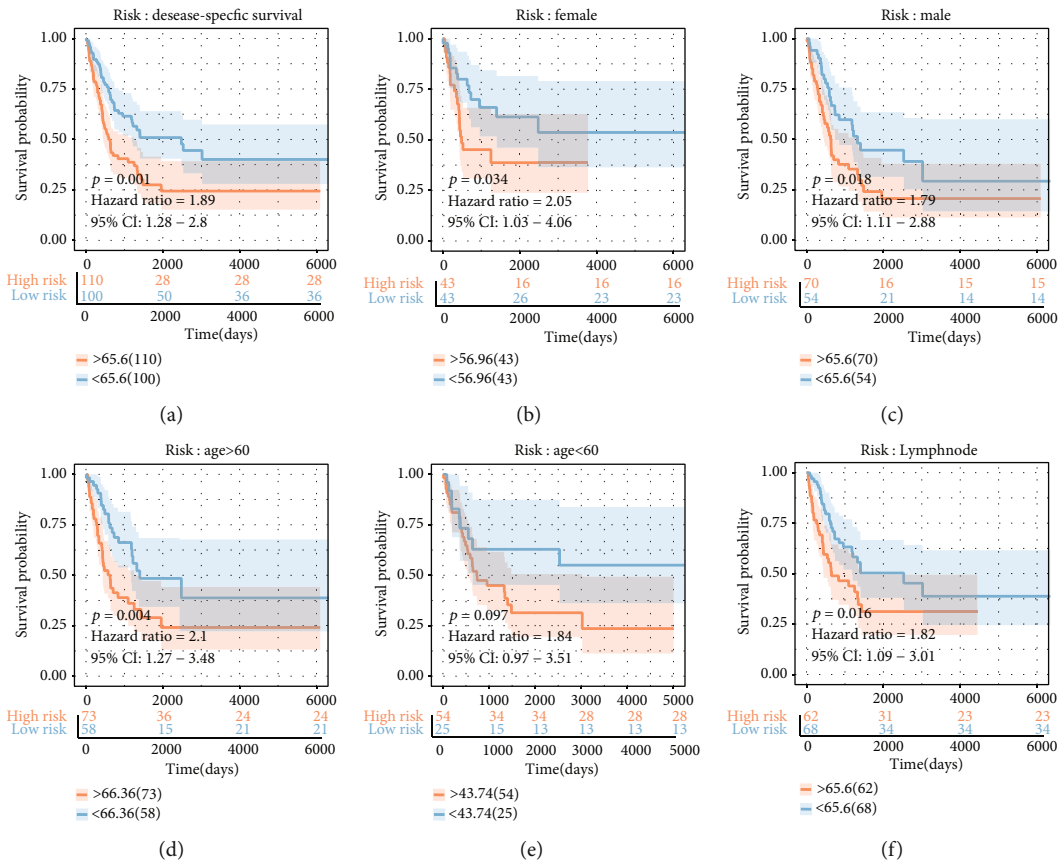 Risk : desease-specfic survival
1.00
0.75
0.50
0.25
0.00
Survival probability
p = 0.001
Hazard ratio = 1.89
95% CI: 1.28 – 2.8
0 2000 4000 6000
High risk 110 28 28 28
Low risk 100 50 36 36
0 2000 4000 6000
Time(days)
>65.6(110)
<65.6(100)
(a)
Risk : female
1.00
0.75
0.50
0.25
0.00
Survival probability
p = 0.034
Hazard ratio = 2.05
95% CI: 1.03 – 4.06
0 2000 4000 6000
High risk 43 16 16 16
Low risk 43 26 23 23
0 2000 4000 6000
Time(days)
>56.96(43)
<56.96(43)
(b)
Risk : male
1.00
0.75
0.50
0.25
0.00
Survival probability
p = 0.018
Hazard ratio = 1.79
95% CI: 1.11 – 2.88
0 2000 4000 6000
High risk 70 16 15 15
Low risk 54 21 14 14
0 2000 4000 6000
Time(days)
>65.6(70)
<65.6(54)
(c)
Risk : age>60
1.00
0.75
0.50
0.25
0.00
Survival probability
p = 0.004
Hazard ratio = 2.1
95% CI: 1.27 – 3.48
0 2000 4000 6000
High risk 73 36 24 24
Low risk 58 15 21 21
0 2000 4000 6000
Time(days)
>66.36(73)
<66.36(58)
(d)
Risk : age<60
1.00
0.75
0.50
0.25
0.00
Survival probability
p = 0.097
Hazard ratio = 1.84
95% CI: 0.97 – 3.51
0 1000 2000 3000 4000 5000
High risk 54 34 34 28 28 28
Low risk 25 15 13 13 13 13
0 1000 2000 3000 4000 5000
Time(days)
>43.74(54)
<43.74(25)
(e)
Risk : Lymphnode
1.00
0.75
0.50
0.25
0.00
Survival probability
p = 0.016
Hazard ratio = 1.82
95% CI: 1.09 – 3.01
0 2000 4000 6000
High risk 62 31 23 23
Low risk 68 34 34 34
0 2000 4000 6000
Time(days)
>65.6(62)
<65.6(68)
(f)